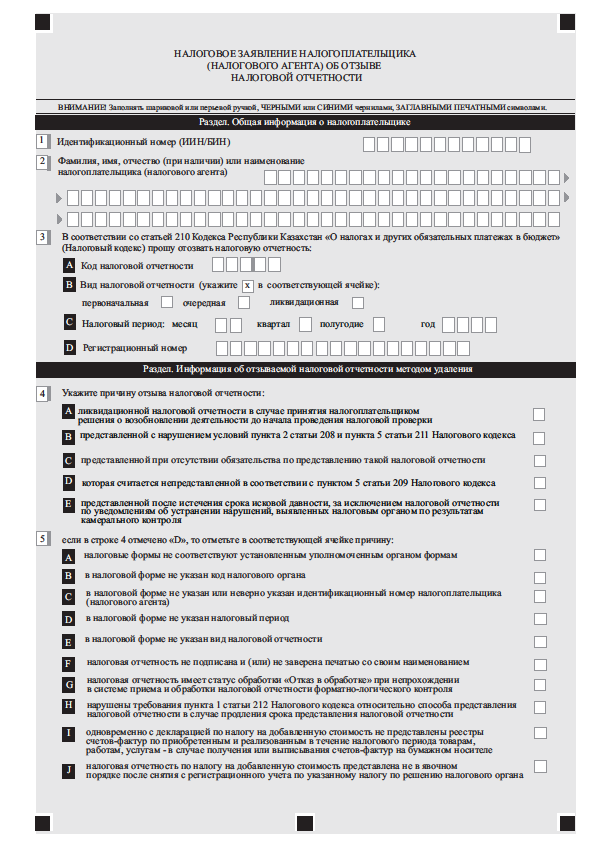 НАЛОГОВОЕ ЗАЯВЛЕНИЕ НАЛОГОПЛАТЕЛЬЩИКА
(НАЛОГОВОГО АГЕНТА) ОБ ОТЗЫВЕ
НАЛОГОВОЙ ОТЧЕТНОСТИ
ВНИМАНИЕ! Заполнять шариковой или перьевой ручкой, ЧЕРНЫМИ или СИНИМИ чернилами, ЗАГЛАВНЫМИ ПЕЧАТНЫМИ символами.
Раздел. Общая информация о налогоплательщике
1 Идентификационный номер (ИИН/БИН)
2 Фамилия, имя, отчество (при наличии) или наименование
налогоплательщика (налогового агента)
3 В соответствии со статьей 210 Кодекса Республики Казахстан «О налогах и других обязательных платежах в бюджет»
(Налоговый кодекс) прошу отозвать налоговую отчетность:
A Код налоговой отчетности
B Вид налоговой отчетности (укажите x в соответствующей ячейке):
первоначальная очередная ликвидационная
C Налоговый период: месяц квартал полугодие год
D Регистрационный номер
Раздел. Информация об отзываемой налоговой отчетности методом удаления
4 Укажите причину отзыва налоговой отчетности:
A ликвидационной налоговой отчетности в случае принятия налогоплательщиком
решения о возобновлении деятельности до начала проведения налоговой проверки
B представленной с нарушением условий пункта 2 статьи 208 и пункта 5 статьи 211 Налогового кодекса
C представленной при отсутствии обязательства по представлению такой налоговой отчетности
D которая считается непредставленной в соответствии с пунктом 5 статьи 209 Налогового кодекса
E представленной после истечения срока исковой давности, за исключением налоговой отчетности
по уведомлениям об устранении нарушений, выявленных налоговым органом по результатам
камерального контроля
5 если в строке 4 отмечено «D», то отметьте в соответствующей ячейке причину:
A налоговые формы не соответствуют установленным уполномоченным органом формам
B в налоговой форме не указан код налогового органа
C в налоговой форме не указан или неверно указан идентификационный номер налогоплательщика
(налогового агента)
D в налоговой форме не указан налоговый период
E в налоговой форме не указан вид налоговой отчетности
F налоговая отчетность не подписана и (или) не заверена печатью со своим наименованием
G налоговая отчетность имеет статус обработки «Отказ в обработке» при непрохождении
в системе приема и обработки налоговой отчетности форматно-логического контроля
H нарушены требования пункта 1 статьи 212 Налогового кодекса относительно способа представления
налоговой отчетности в случае продления срока представления налоговой отчетности
I одновременно с декларацией по налогу на добавленную стоимость не представлены реестры
счетов-фактур по приобретенным и реализованным в течение налогового периода товарам,
работам, услугам - в случае получения или выписывания счетов-фактур на бумажном носителе
J налоговая отчетность по налогу на добавленную стоимость представлена не в явочном
порядке после снятия с регистрационного учета по указанному налогу по решению налогового органа